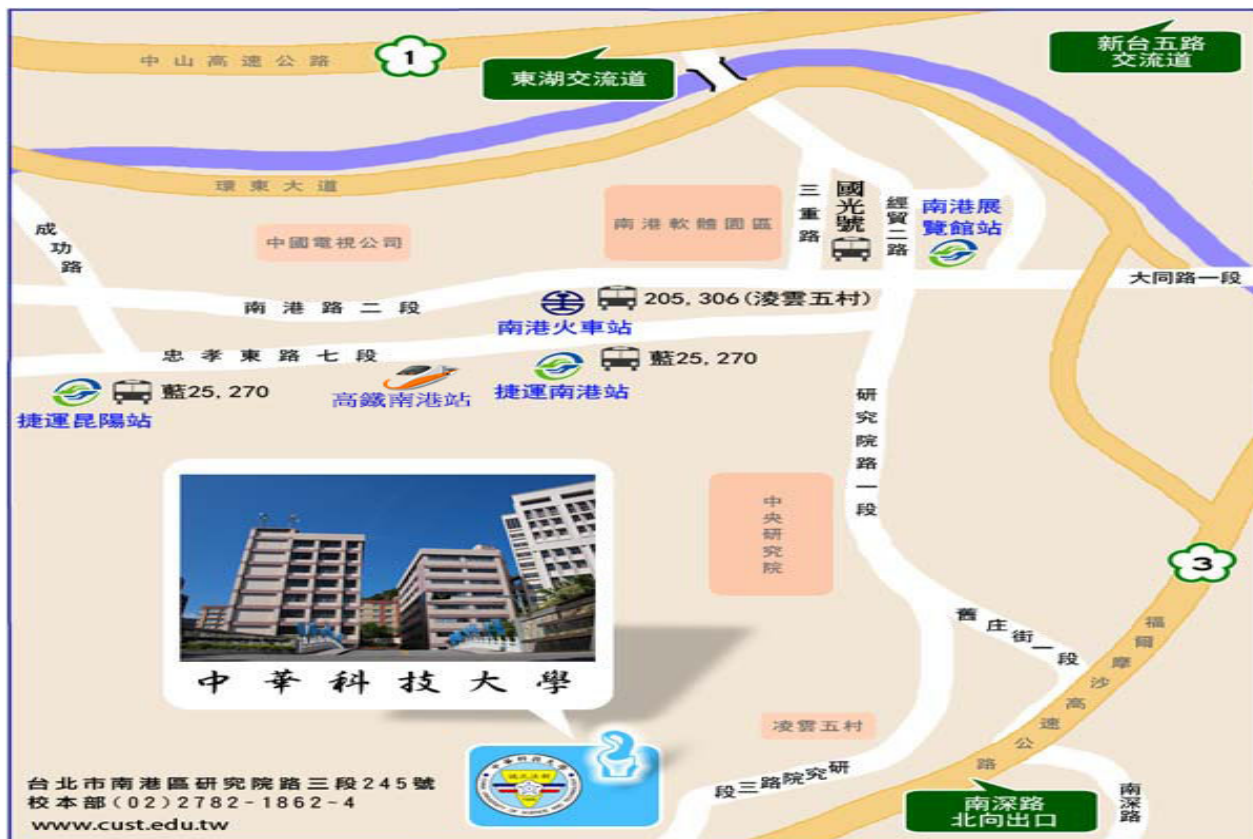 中山高速公路
1
東湖交流道
新台五路
交流道
環東大道
成功路
中國電視公司
南港軟體園區
三重路
國光號
經貿二路
南港展
覽館站
大同路一段
南港路二段
205, 306(淩雲五村)
南港火車站
忠孝東路七段
藍25, 270
捷運南港站
高鐵南港站
藍25, 270
捷運昆陽站
研究院路一段
中央研究院
3
舊庄街一段
福爾摩沙高速公路
中華科技大學
凌雲五村
研究院路三段
南深路
北向出口
南深路
台北市南港區研究院路三段245號
校本部(02)2782-1862-4
www.cust.edu.tw